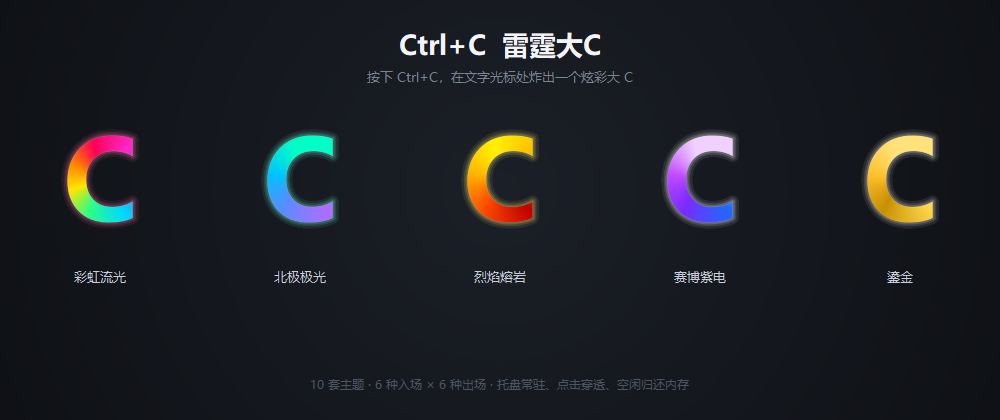 Ctrl+C 雷霆大C
按下 Ctrl+C，在文字光标处炸出一个炫彩大 C
C C C C C
彩虹流光 北极极光 烈焰熔岩 赛博紫电 鎏金
10 套主题 · 6 种入场 × 6 种出场 · 托盘常驻、点击穿透、空闲归还内存